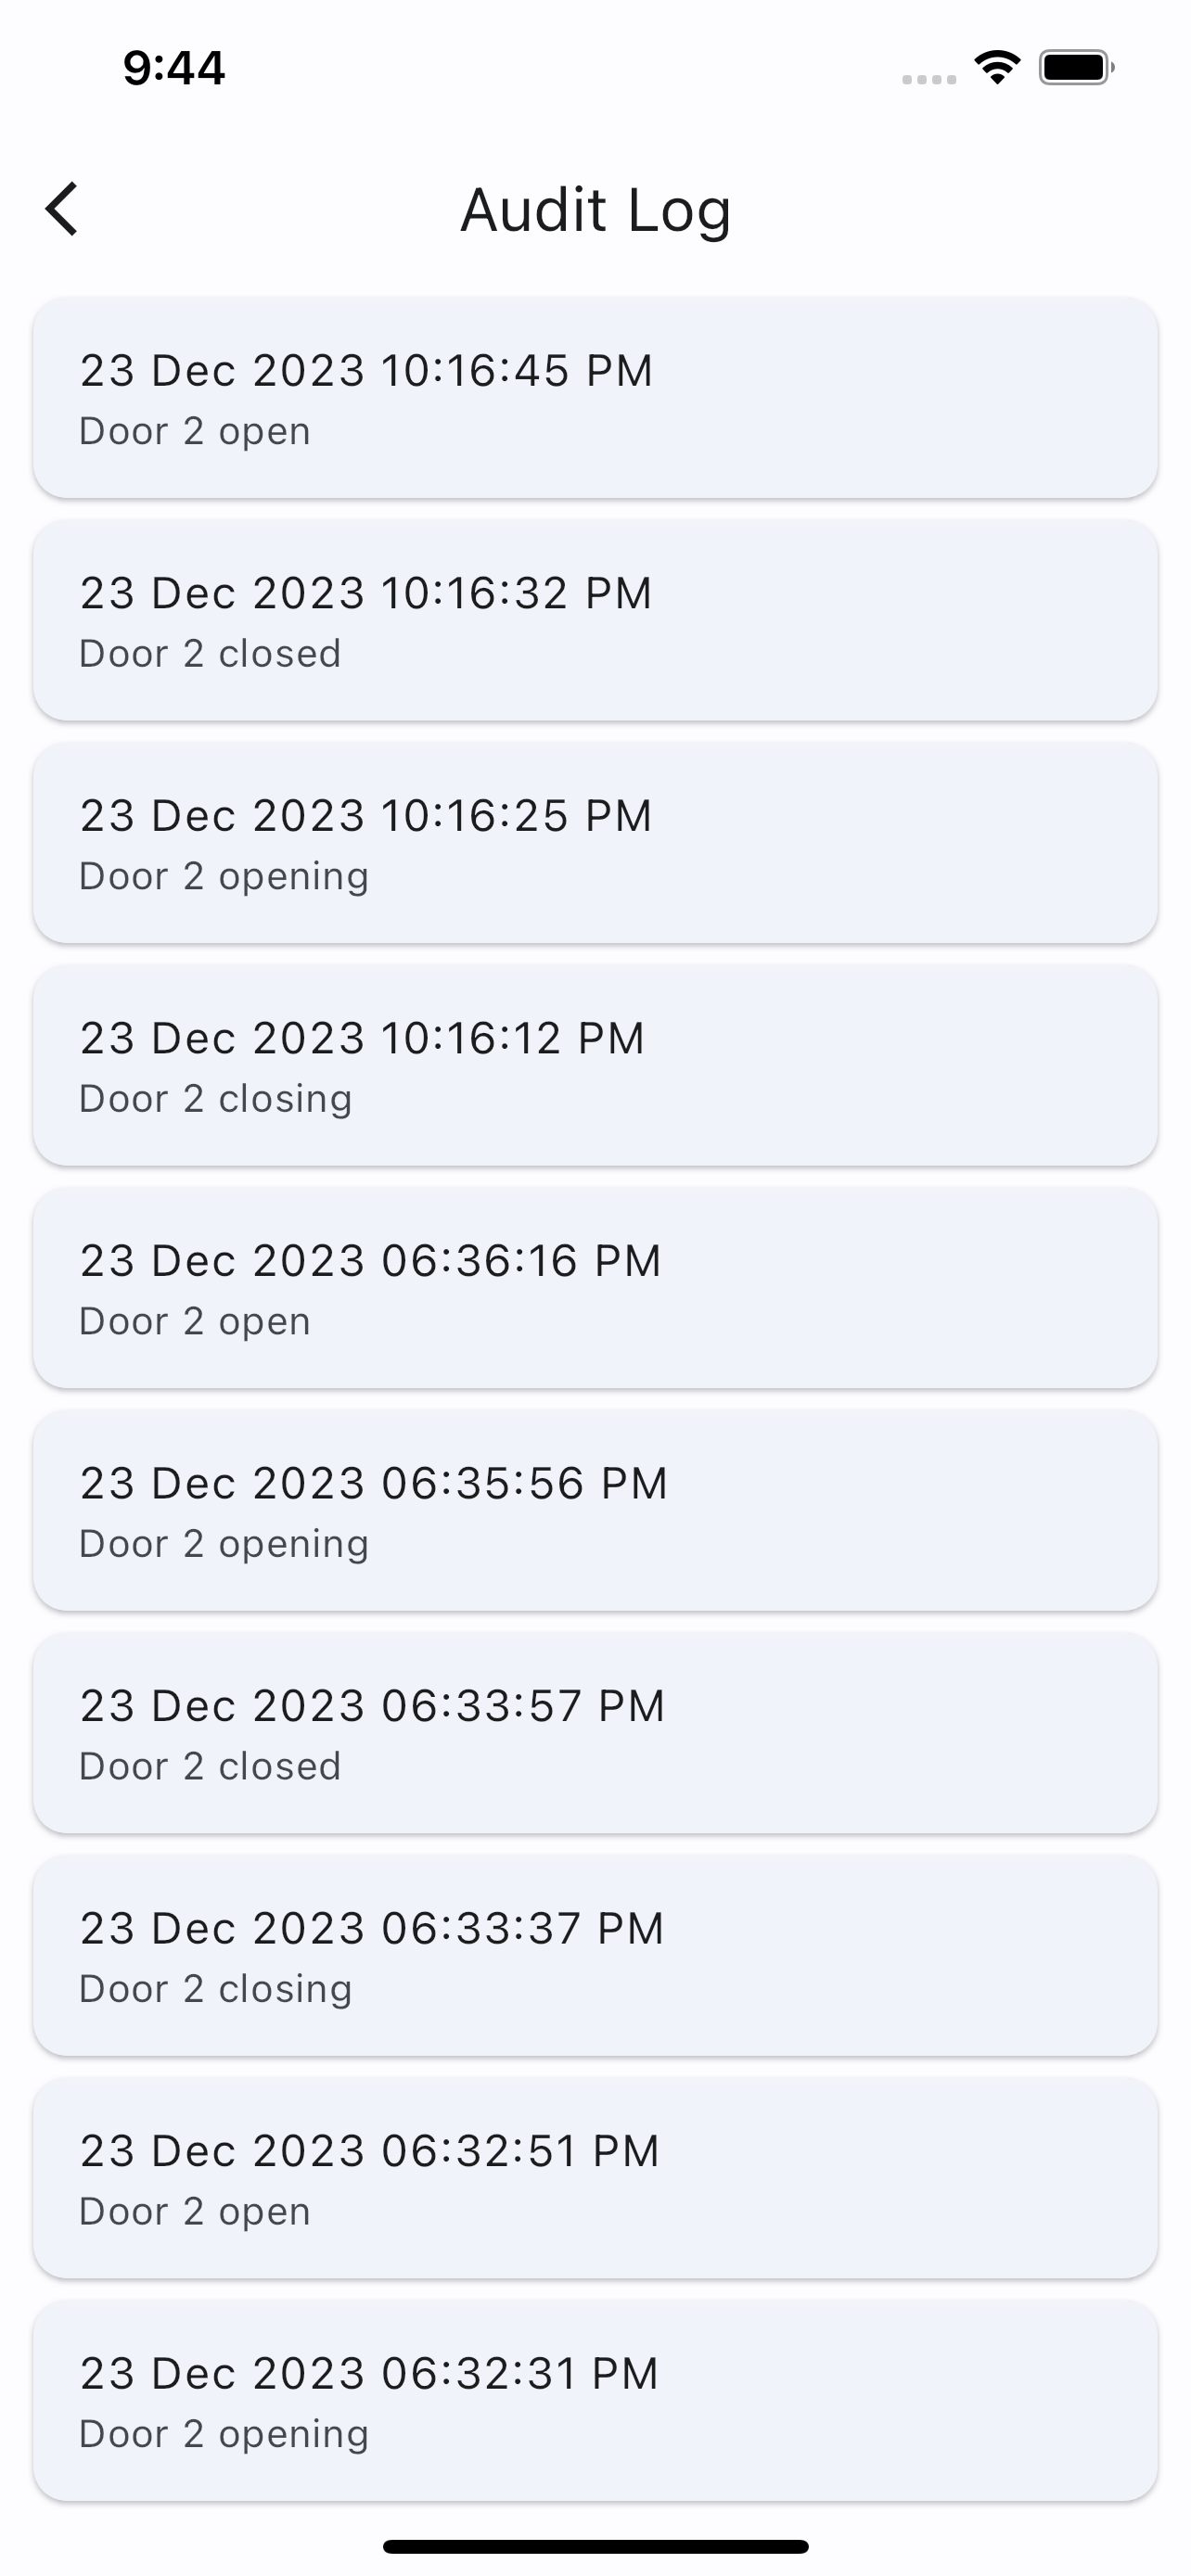 9:44
Audit Log
23 Dec 2023 10:16:45 PM
Door 2 open
23 Dec 2023 10:16:32 PM
Door 2 closed
23 Dec 2023 10:16:25 PM
Door 2 opening
23 Dec 2023 10:16:12 PM
Door 2 closing
23 Dec 2023 06:36:16 PM
Door 2 open
23 Dec 2023 06:35:56 PM
Door 2 opening
23 Dec 2023 06:33:57 PM
Door 2 closed
23 Dec 2023 06:33:37 PM
Door 2 closing
23 Dec 2023 06:32:51 PM
Door 2 open
23 Dec 2023 06:32:31 PM
Door 2 opening